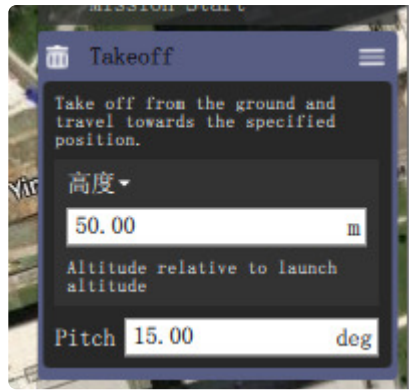 Mission Start
Takeoff
Take off from the ground and
travel towards the specified
position.
高度
50.00 m
Altitude relative to launch
altitude
Pitch 15.00 deg